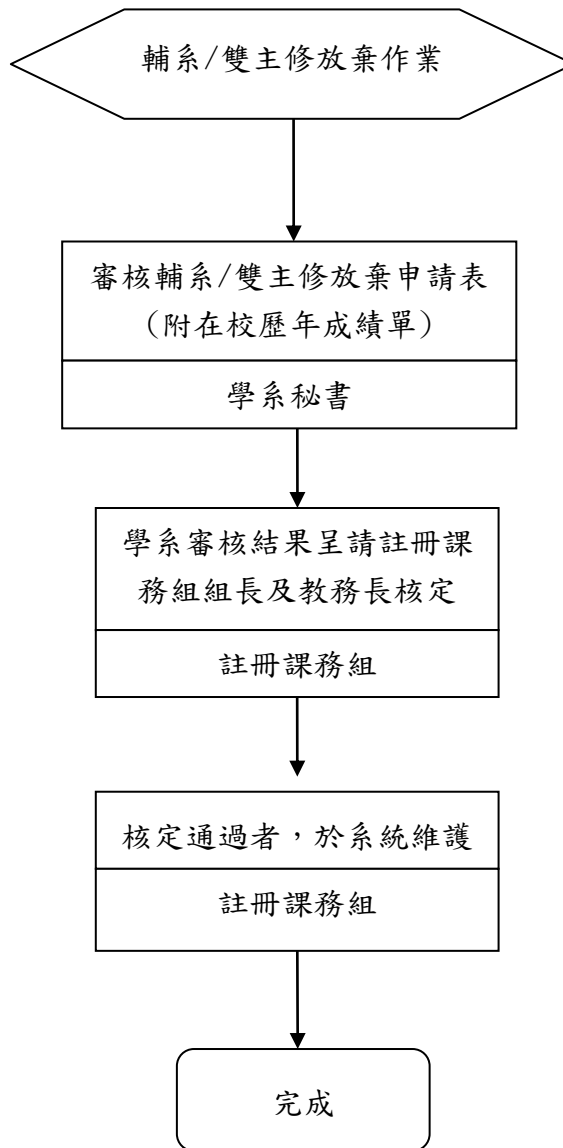 輔系/雙主修放棄作業
審核輔系/雙主修放棄申請表
(附在校歷年成績單)
學系秘書
學系審核結果呈請註冊課
務組組長及教務長核定
註冊課務組
核定通過者，於系統維護
註冊課務組
完成